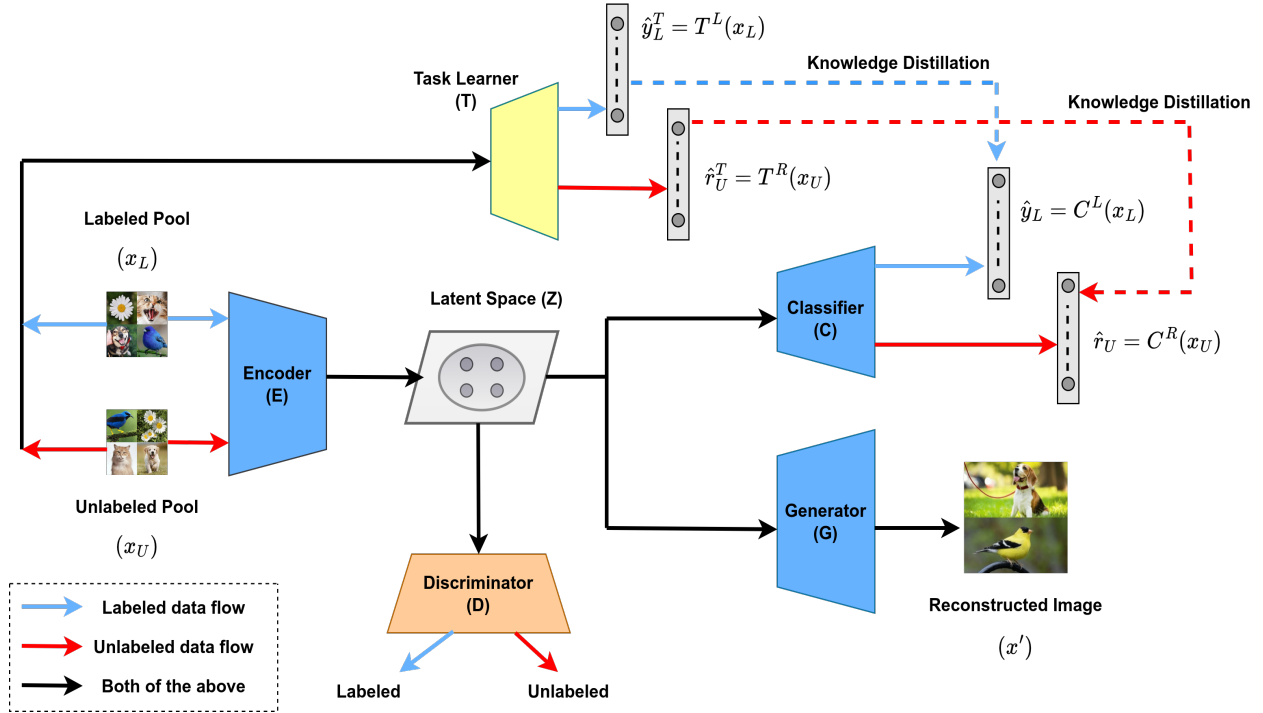 ŷ_L^T = T^L(x_L)
Knowledge Distillation
Task Learner
(T)
Knowledge Distillation
r̂_U^T = T^R(x_U)
Labeled Pool
(x_L)
ŷ_L = C^L(x_L)
Latent Space (Z)
Classifier
(C)
r̂_U = C^R(x_U)
Encoder
(E)
Unlabeled Pool
(x_U)
Generator
(G)
Discriminator
(D)
Reconstructed Image
(x′)
Labeled
Unlabeled
Labeled data flow
Unlabeled data flow
Both of the above